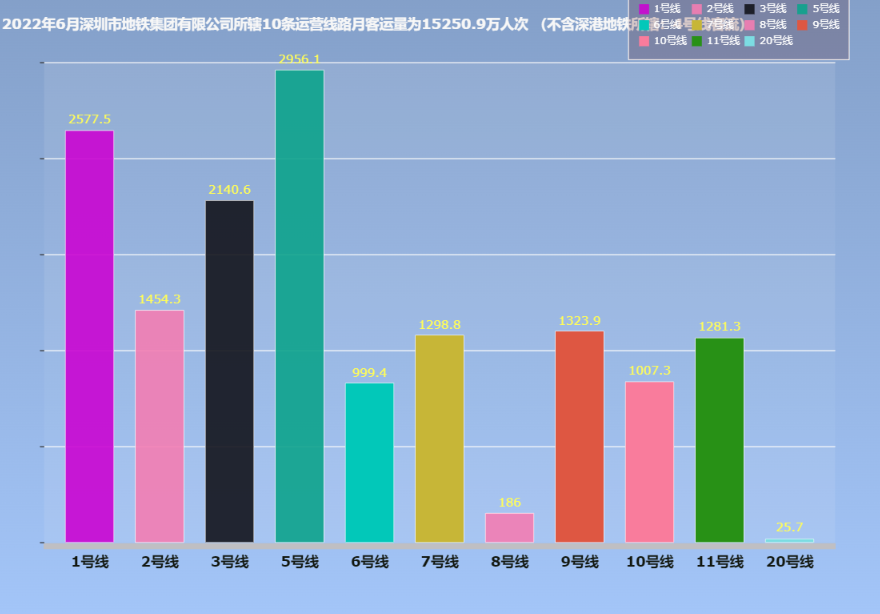 2022年6月深圳市地铁集团有限公司所辖10条运营线路月客运量为15250.9万人次 （不含深港地铁所
1号线 2号线 3号线 5号线
6号线 7号线 8号线 9号线
10号线 11号线 20号线
2577.5
1454.3
2140.6
2956.1
999.4
1298.8
186
1323.9
1007.3
1281.3
25.7
1号线 2号线 3号线 5号线 6号线 7号线 8号线 9号线 10号线 11号线 20号线